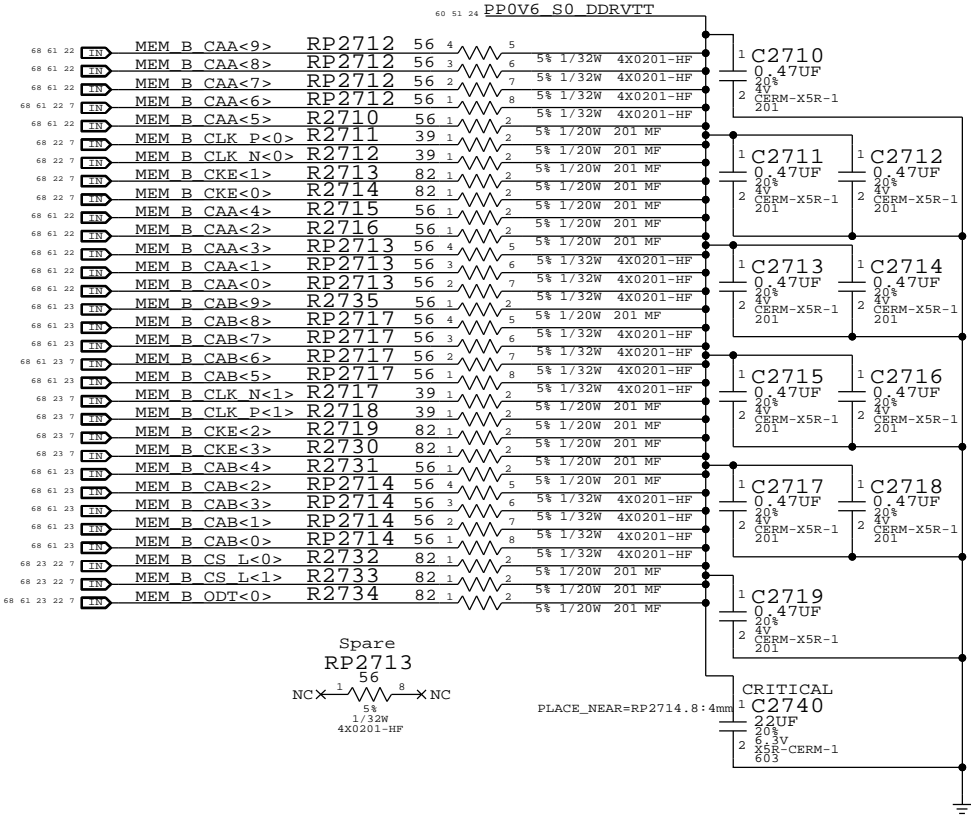 60 51 24 PP0V6_S0_DDRVTT
68 61 22 IN MEM_B_CAA<9> RP2712 56 4 5 5% 1/32W 4X0201-HF
68 61 22 IN MEM_B_CAA<8> RP2712 56 3 6 5% 1/32W 4X0201-HF
68 61 22 IN MEM_B_CAA<7> RP2712 56 2 7 5% 1/32W 4X0201-HF
68 61 22 7 IN MEM_B_CAA<6> RP2712 56 1 8 5% 1/32W 4X0201-HF
68 61 22 IN MEM_B_CAA<5> R2710 56 1 2 5% 1/20W 201 MF
68 22 7 IN MEM_B_CLK_P<0> R2711 39 1 2 5% 1/20W 201 MF
68 22 7 IN MEM_B_CLK_N<0> R2712 39 1 2 5% 1/20W 201 MF
68 22 7 IN MEM_B_CKE<1> R2713 82 1 2 5% 1/20W 201 MF
68 22 7 IN MEM_B_CKE<0> R2714 82 1 2 5% 1/20W 201 MF
68 61 22 IN MEM_B_CAA<4> R2715 56 1 2 5% 1/20W 201 MF
68 61 22 IN MEM_B_CAA<2> R2716 56 1 2 5% 1/20W 201 MF
68 61 22 IN MEM_B_CAA<3> RP2713 56 4 5 5% 1/32W 4X0201-HF
68 61 22 IN MEM_B_CAA<1> RP2713 56 3 6 5% 1/32W 4X0201-HF
68 61 22 IN MEM_B_CAA<0> RP2713 56 2 7 5% 1/32W 4X0201-HF
68 61 23 IN MEM_B_CAB<9> R2735 56 1 2 5% 1/20W 201 MF
68 61 23 IN MEM_B_CAB<8> RP2717 56 4 5 5% 1/32W 4X0201-HF
68 61 23 IN MEM_B_CAB<7> RP2717 56 3 6 5% 1/32W 4X0201-HF
68 61 23 7 IN MEM_B_CAB<6> RP2717 56 2 7 5% 1/32W 4X0201-HF
68 61 23 IN MEM_B_CAB<5> RP2717 56 1 8 5% 1/32W 4X0201-HF
68 23 7 IN MEM_B_CLK_N<1> R2717 39 1 2 5% 1/20W 201 MF
68 23 7 IN MEM_B_CLK_P<1> R2718 39 1 2 5% 1/20W 201 MF
68 23 7 IN MEM_B_CKE<2> R2719 82 1 2 5% 1/20W 201 MF
68 23 7 IN MEM_B_CKE<3> R2730 82 1 2 5% 1/20W 201 MF
68 61 23 IN MEM_B_CAB<4> R2731 56 1 2 5% 1/20W 201 MF
68 61 23 IN MEM_B_CAB<2> RP2714 56 4 5 5% 1/32W 4X0201-HF
68 61 23 IN MEM_B_CAB<3> RP2714 56 3 6 5% 1/32W 4X0201-HF
68 61 23 IN MEM_B_CAB<1> RP2714 56 2 7 5% 1/32W 4X0201-HF
68 61 23 IN MEM_B_CAB<0> RP2714 56 1 8 5% 1/32W 4X0201-HF
68 23 22 7 IN MEM_B_CS_L<0> R2732 82 1 2 5% 1/20W 201 MF
68 23 22 7 IN MEM_B_CS_L<1> R2733 82 1 2 5% 1/20W 201 MF
68 61 23 22 7 IN MEM_B_ODT<0> R2734 82 1 2 5% 1/20W 201 MF
1 C2710
0.47UF
20%
4V
2 CERM-X5R-1
201
1 C2711
0.47UF
20%
4V
2 CERM-X5R-1
201
1 C2712
0.47UF
20%
4V
2 CERM-X5R-1
201
1 C2713
0.47UF
20%
4V
2 CERM-X5R-1
201
1 C2714
0.47UF
20%
4V
2 CERM-X5R-1
201
1 C2715
0.47UF
20%
4V
2 CERM-X5R-1
201
1 C2716
0.47UF
20%
4V
2 CERM-X5R-1
201
1 C2717
0.47UF
20%
4V
2 CERM-X5R-1
201
1 C2718
0.47UF
20%
4V
2 CERM-X5R-1
201
1 C2719
0.47UF
20%
4V
2 CERM-X5R-1
201
Spare
RP2713
56
NC 1 8 NC
5%
1/32W
4X0201-HF
CRITICAL
PLACE_NEAR=RP2714.8:4mm 1 C2740
22UF
20%
6.3V
2 X5R-CERM-1
603